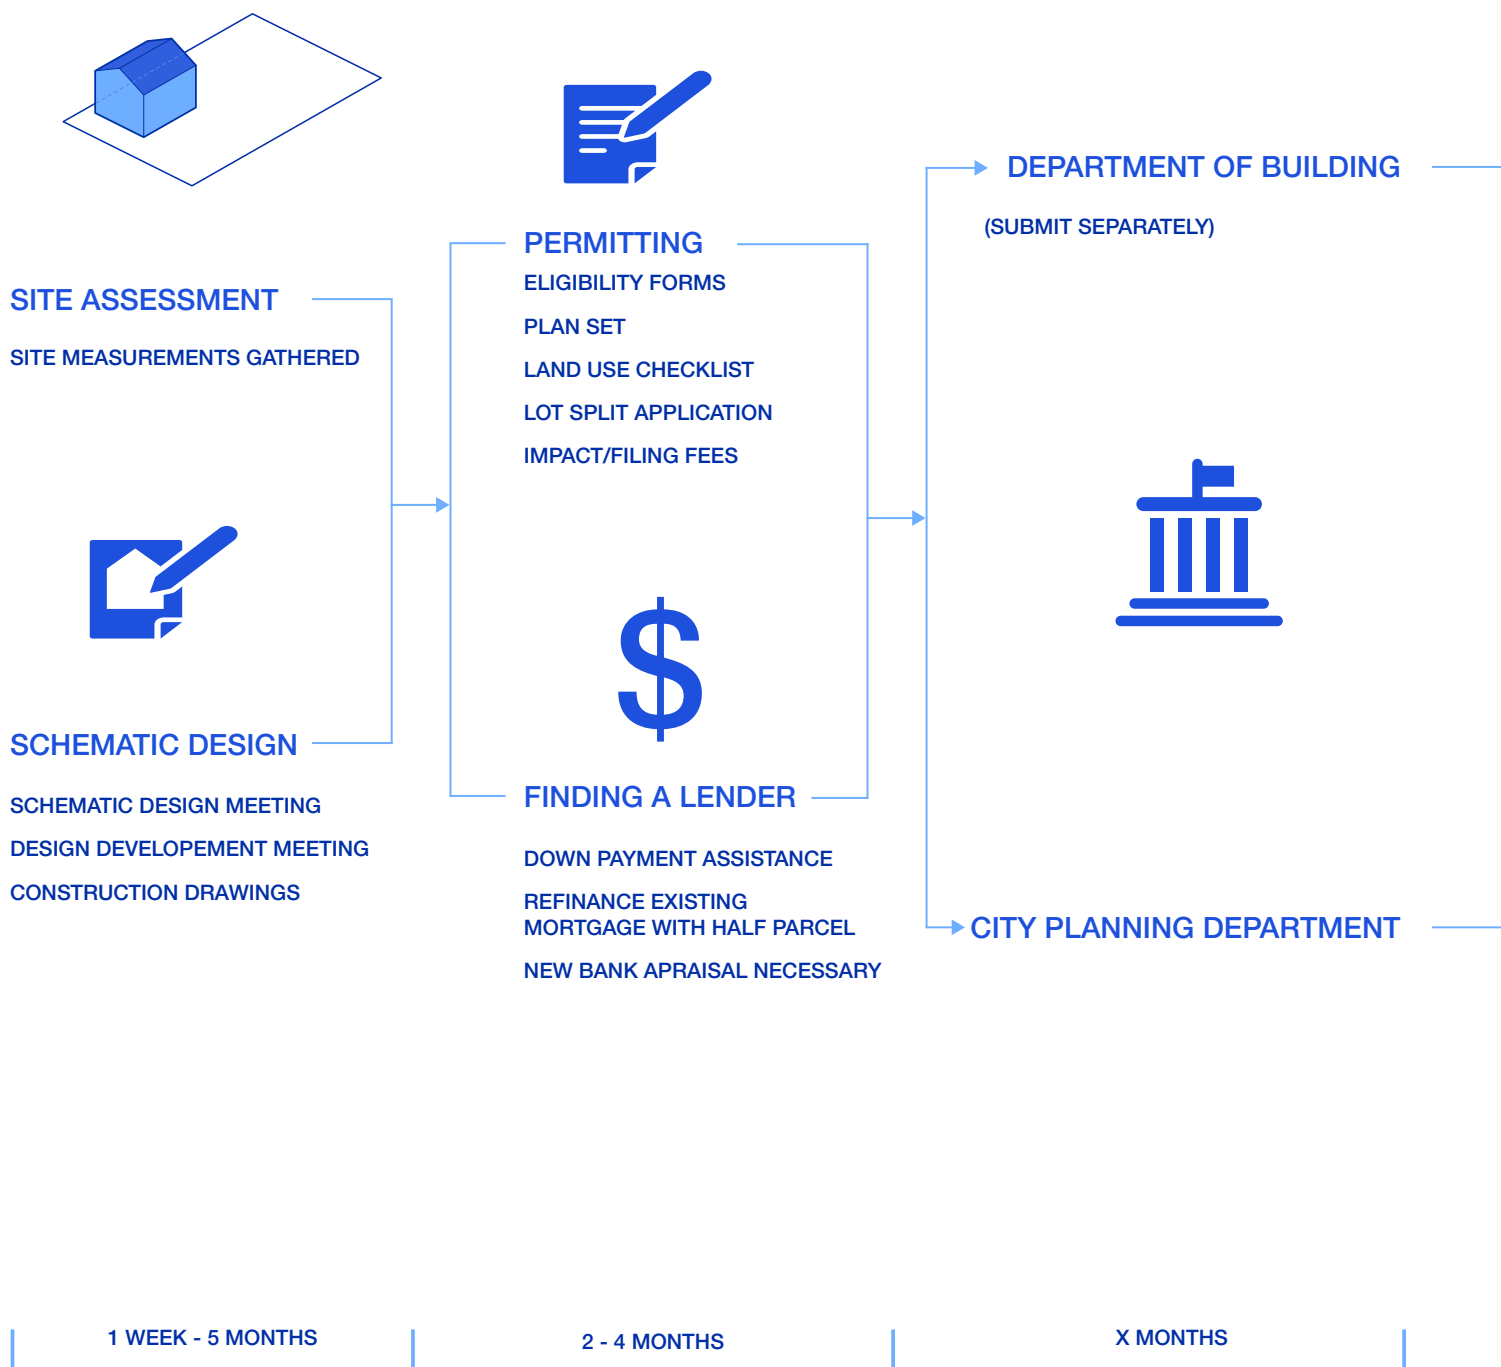 SITE ASSESSMENT
SITE MEASUREMENTS GATHERED
SCHEMATIC DESIGN
SCHEMATIC DESIGN MEETING
DESIGN DEVELOPEMENT MEETING
CONSTRUCTION DRAWINGS
PERMITTING
ELIGIBILITY FORMS
PLAN SET
LAND USE CHECKLIST
LOT SPLIT APPLICATION
IMPACT/FILING FEES
$
FINDING A LENDER
DOWN PAYMENT ASSISTANCE
REFINANCE EXISTING
MORTGAGE WITH HALF PARCEL
NEW BANK APRAISAL NECESSARY
DEPARTMENT OF BUILDING
(SUBMIT SEPARATELY)
CITY PLANNING DEPARTMENT
1 WEEK - 5 MONTHS
2 - 4 MONTHS
X MONTHS